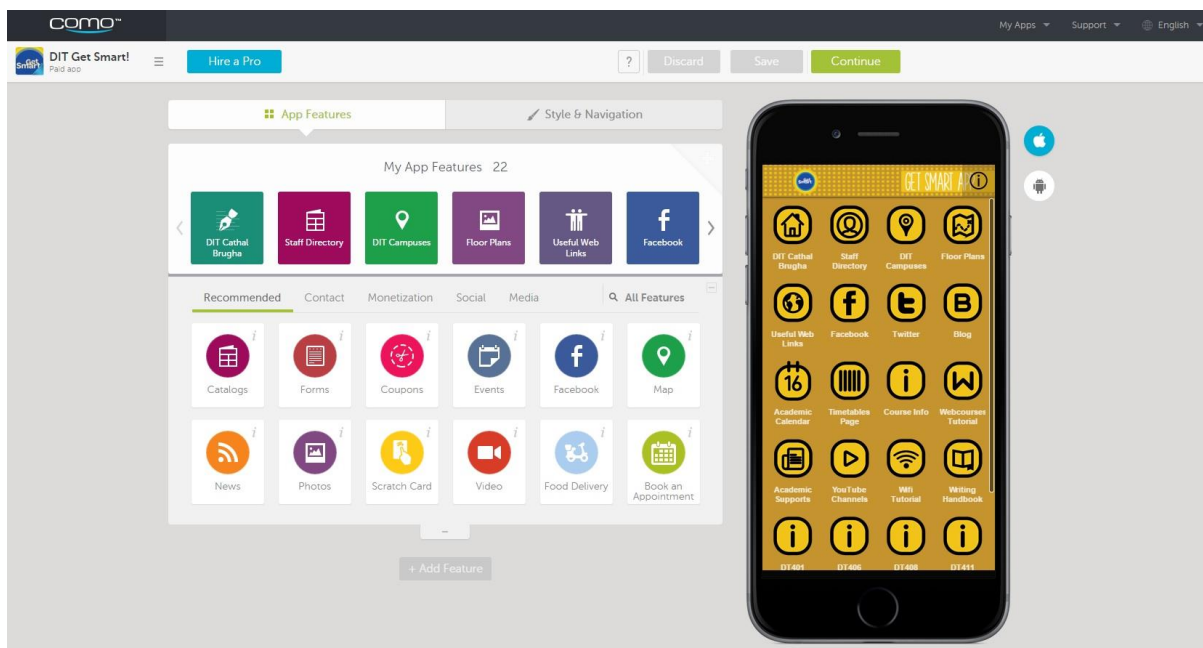 como™
My Apps
Support
English
Get
Smart
DIT Get Smart!
Paid app
Hire a Pro
?
Discard
Save
Continue
App Features
Style & Navigation
My App Features 22
DIT Cathal
Brugha
Staff Directory
DIT Campuses
Floor Plans
Useful Web
Links
Facebook
Recommended
Contact
Monetization
Social
Media
All Features
Catalogs
Forms
Coupons
Events
Facebook
Map
News
Photos
Scratch Card
Video
Food Delivery
Book an
Appointment
+ Add Feature
GET SMART A
DIT Cathal
Brugha
Staff
Directory
DIT
Campuses
Floor Plans
Useful Web
Links
Facebook
Twitter
Blog
16
Academic
Calendar
Timetables
Page
Course Info
Webcourses
Tutorial
Academic
Supports
YouTube
Channels
Wifi
Tutorial
Writing
Handbook
DT401
DT406
DT408
DT411